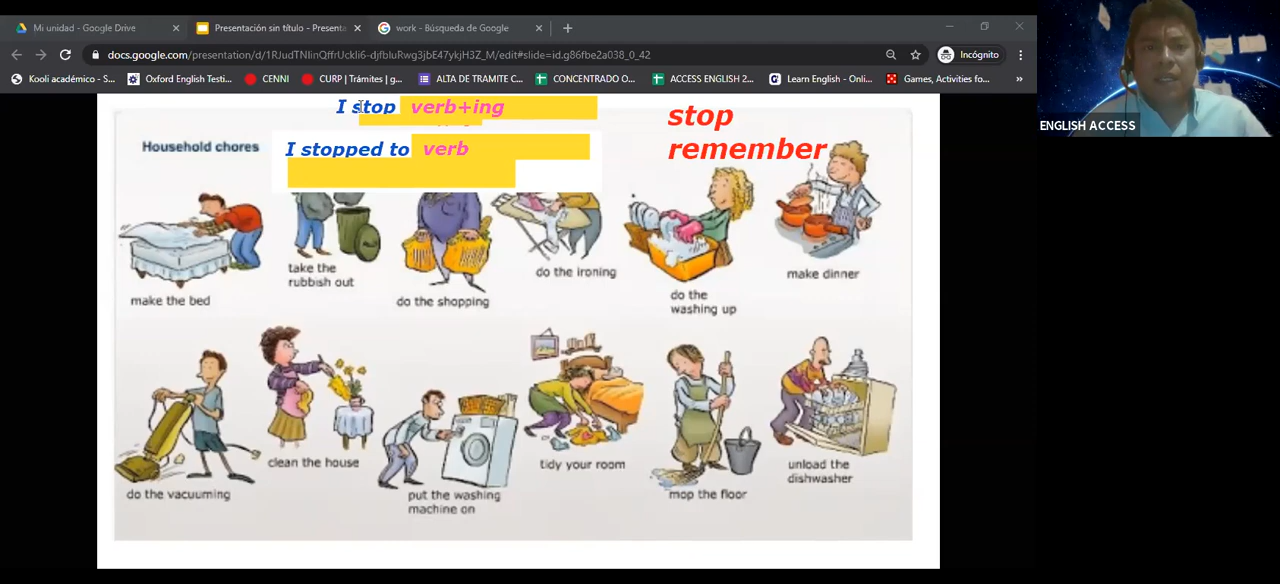 Mi unidad - Google Drive
Presentación sin título - Presenta
work - Búsqueda de Google
docs.google.com/presentation/d/1RJudTNlinQffrUckli6-djfbIuRwg3jbE47ykjH3Z_M/edit#slide=id.g86fbe2a038_0_42
Incógnito
Kooli académico - S...
Oxford English Testi...
CENNI
CURP | Trámites | g...
ALTA DE TRAMITE C...
CONCENTRADO O...
ACCESS ENGLISH 2...
Learn English - Onli...
Games, Activities fo...
»
ENGLISH ACCESS
I stop verb+ing
I stopped to verb
stop
remember
Household chores
make the bed
take the
rubbish out
do the shopping
do the ironing
do the
washing up
make dinner
do the vacuuming
clean the house
put the washing
machine on
tidy your room
mop the floor
unload the
dishwasher